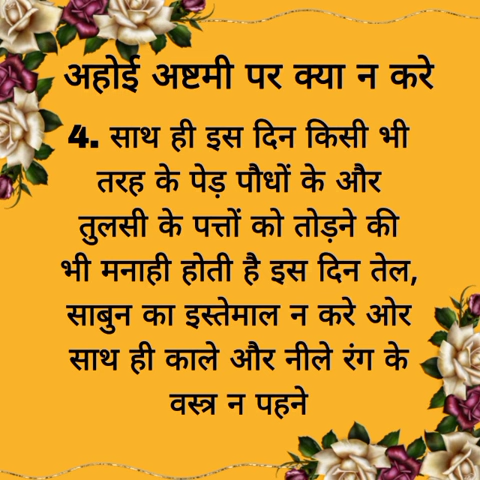 अहोई अष्टमी पर क्या न करे
4. साथ ही इस दिन किसी भी
तरह के पेड़ पौधों के और
तुलसी के पत्तों को तोड़ने की
भी मनाही होती है इस दिन तेल,
साबुन का इस्तेमाल न करे ओर
साथ ही काले और नीले रंग के
वस्त्र न पहने